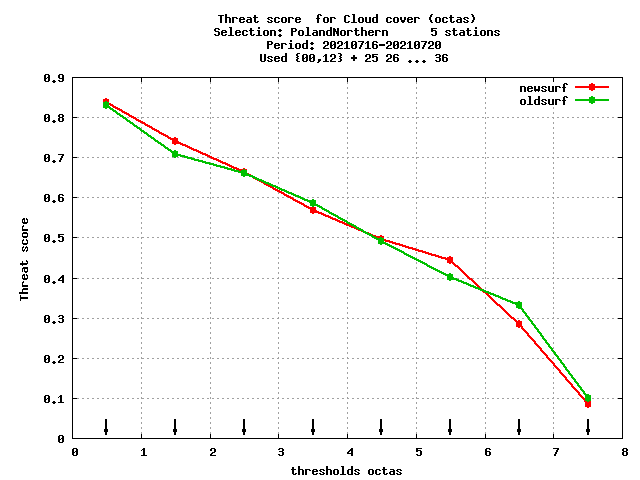 Threat score  for Cloud cover (octas)
Selection: PolandNorthern      5 stations
Period: 20210716-20210720
Used {00,12} + 25 26 ... 36
newsurf
oldsurf
0.9
0.8
0.7
0.6
0.5
0.4
0.3
0.2
0.1
0
Threat score
0 1 2 3 4 5 6 7 8
thresholds octas